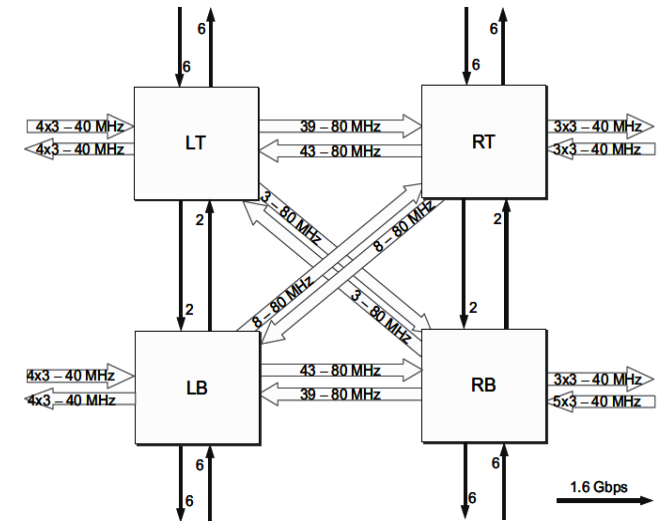 6
6
6
6
4x3 – 40 MHz
39 – 80 MHz
3x3 – 40 MHz
LT
RT
4x3 – 40 MHz
43 – 80 MHz
3x3 – 40 MHz
2
2
3 – 80 MHz
8 – 80 MHz
8 – 80 MHz
3 – 80 MHz
2
2
4x3 – 40 MHz
43 – 80 MHz
3x3 – 40 MHz
LB
RB
4x3 – 40 MHz
39 – 80 MHz
5x3 – 40 MHz
6
6
6
6
1.6 Gbps